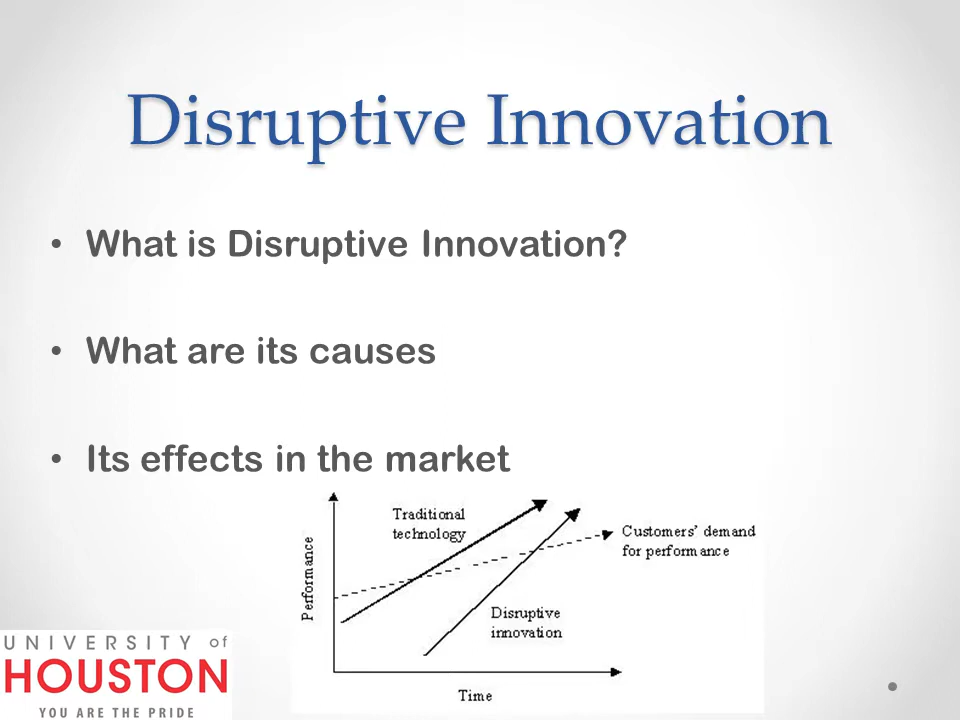 Disruptive Innovation
• What is Disruptive Innovation?
• What are its causes
• Its effects in the market
Traditional
technology
Customers' demand
for performance
Performance
Disruptive
innovation
Time
UNIVERSITY of
HOUSTON
YOU ARE THE PRIDE